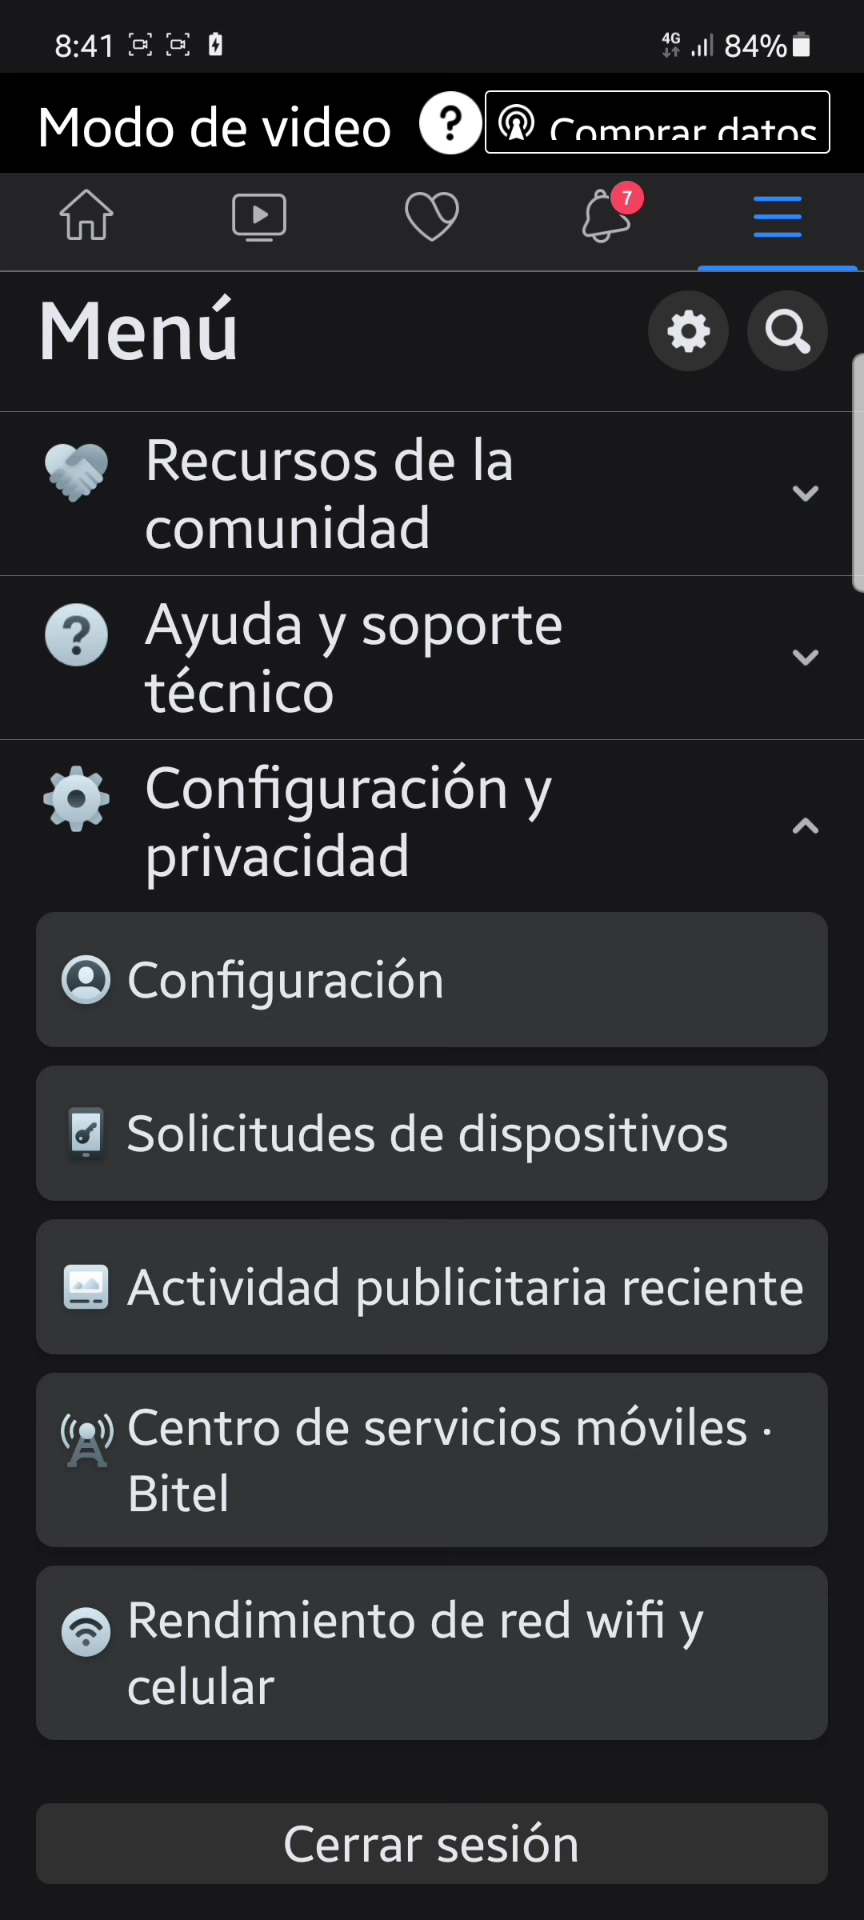 8:41 4G 84%
Modo de video ? Comprar datos
7
Menú
Recursos de la
comunidad
Ayuda y soporte
técnico
Configuración y
privacidad
Configuración
Solicitudes de dispositivos
Actividad publicitaria reciente
Centro de servicios móviles ·
Bitel
Rendimiento de red wifi y
celular
Cerrar sesión